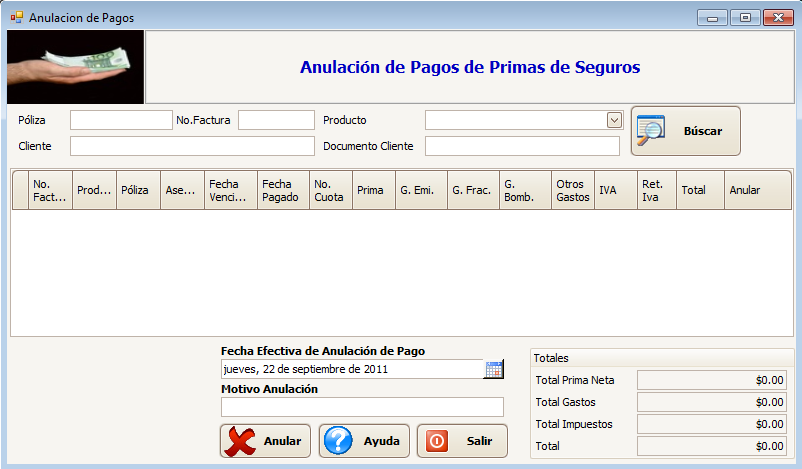 Anulacion de Pagos
Anulación de Pagos de Primas de Seguros
Póliza No.Factura Producto
Búscar
Cliente Documento Cliente
No. Fact... Prod... Póliza Ase... Fecha Venci... Fecha Pagado No. Cuota Prima G. Emi. G. Frac. G. Bomb. Otros Gastos IVA Ret. Iva Total Anular
Fecha Efectiva de Anulación de Pago
jueves, 22 de septiembre de 2011
Motivo Anulación
Anular Ayuda Salir
Totales
Total Prima Neta $0.00
Total Gastos $0.00
Total Impuestos $0.00
Total $0.00